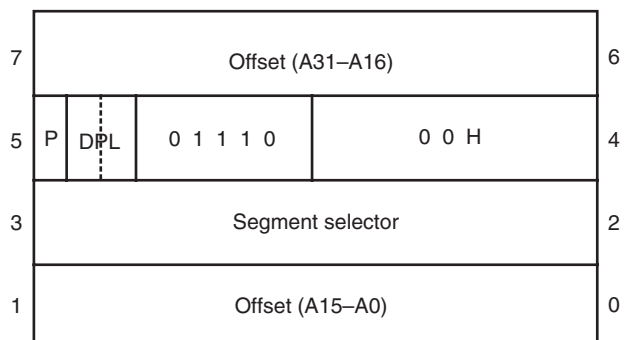 7 Offset (A31–A16) 6
5 P DPL 0 1 1 1 0 0 0 H 4
3 Segment selector 2
1 Offset (A15–A0) 0